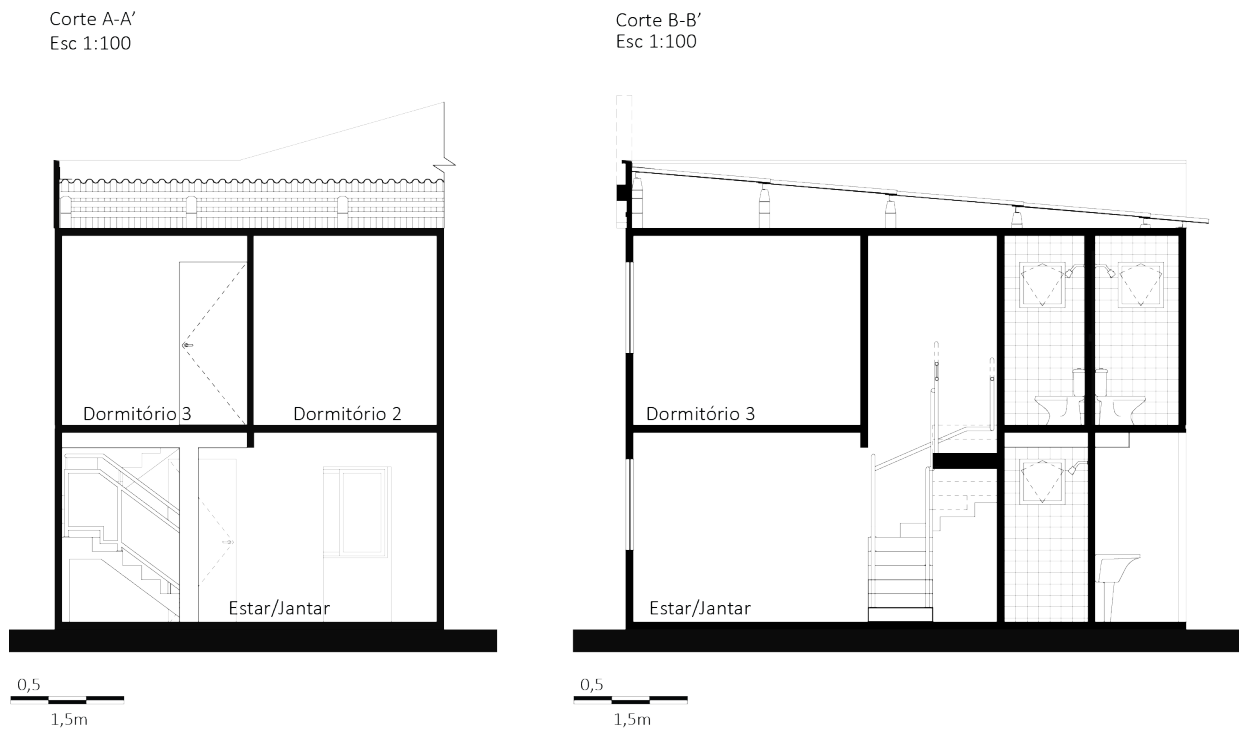 Corte A-A’
Esc 1:100
Dormitório 3
Dormitório 2
Estar/Jantar
0,5
1,5m
Corte B-B’
Esc 1:100
Dormitório 3
Estar/Jantar
0,5
1,5m